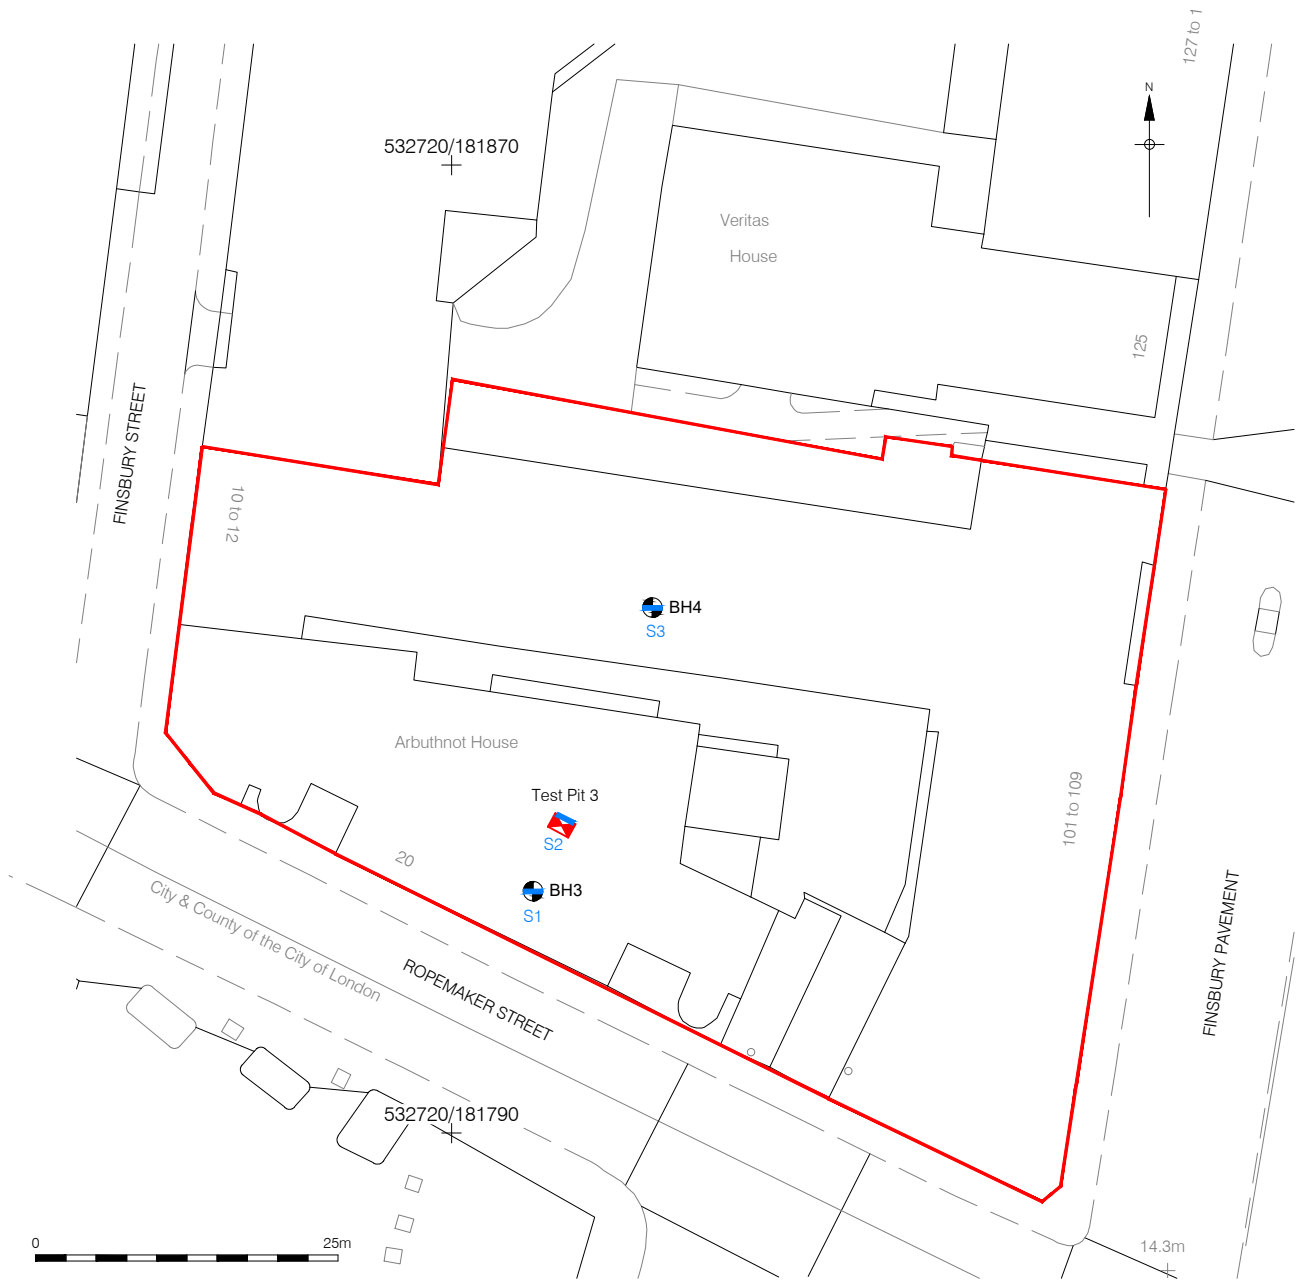 127 to 1
N
532720/181870
Veritas
House
125
FINSBURY STREET
10 to 12
BH4
S3
Arbuthnot House
Test Pit 3
S2
101 to 109
20
BH3
S1
City & County of the City of London
ROPEMAKER STREET
FINSBURY PAVEMENT
532720/181790
0
25m
14.3m